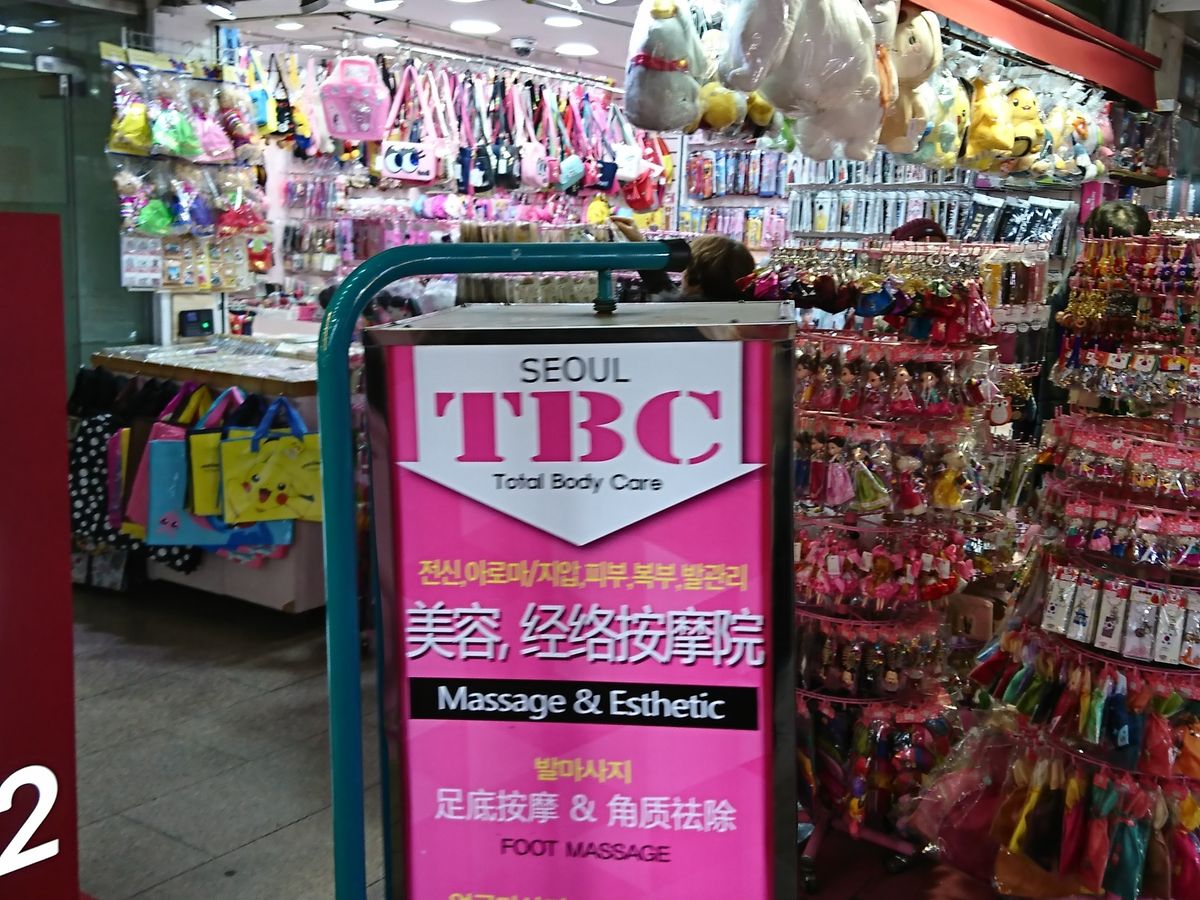 SEOUL
TBC
Total Body Care
전신,아로마/지압,피부,복부,발관리
美容, 经络按摩院
Massage & Esthetic
발마사지
足底按摩 & 角质祛除
FOOT MASSAGE
2